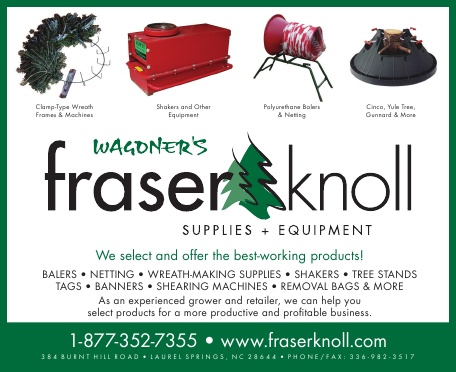 Clamp-Type Wreath
Frames & Machines
Shakers and Other
Equipment
Polyurethane Balers
& Netting
Cinco, Yule Tree,
Gunnard & More
WAGONER'S
fraser knoll
SUPPLIES + EQUIPMENT
We select and offer the best-working products!
BALERS • NETTING • WREATH-MAKING SUPPLIES • SHAKERS • TREE STANDS
TAGS • BANNERS • SHEARING MACHINES • REMOVAL BAGS & MORE
As an experienced grower and retailer, we can help you
select products for a more productive and profitable business.
1-877-352-7355 • www.fraserknoll.com
384 BURNT HILL ROAD • LAUREL SPRINGS, NC 28644 • PHONE/FAX: 336-982-3517